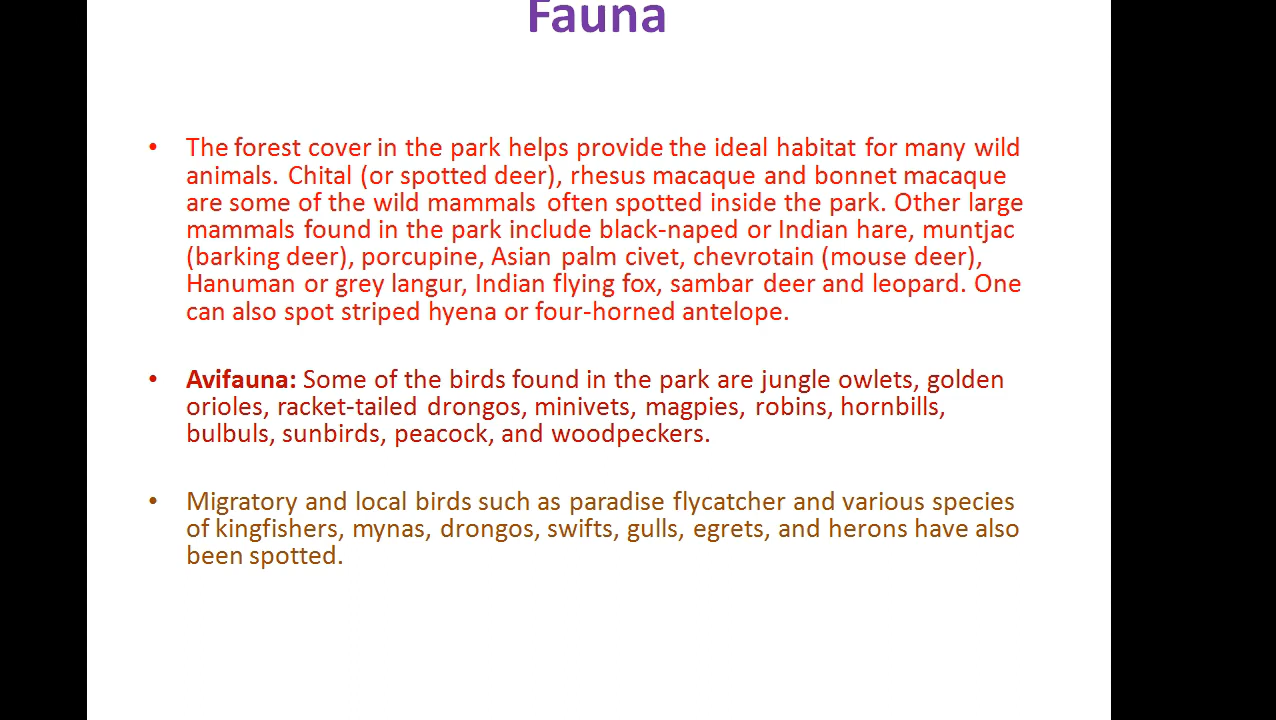 Fauna
• The forest cover in the park helps provide the ideal habitat for many wild
animals. Chital (or spotted deer), rhesus macaque and bonnet macaque
are some of the wild mammals often spotted inside the park. Other large
mammals found in the park include black-naped or Indian hare, muntjac
(barking deer), porcupine, Asian palm civet, chevrotain (mouse deer),
Hanuman or grey langur, Indian flying fox, sambar deer and leopard. One
can also spot striped hyena or four-horned antelope.
• Avifauna: Some of the birds found in the park are jungle owlets, golden
orioles, racket-tailed drongos, minivets, magpies, robins, hornbills,
bulbuls, sunbirds, peacock, and woodpeckers.
• Migratory and local birds such as paradise flycatcher and various species
of kingfishers, mynas, drongos, swifts, gulls, egrets, and herons have also
been spotted.